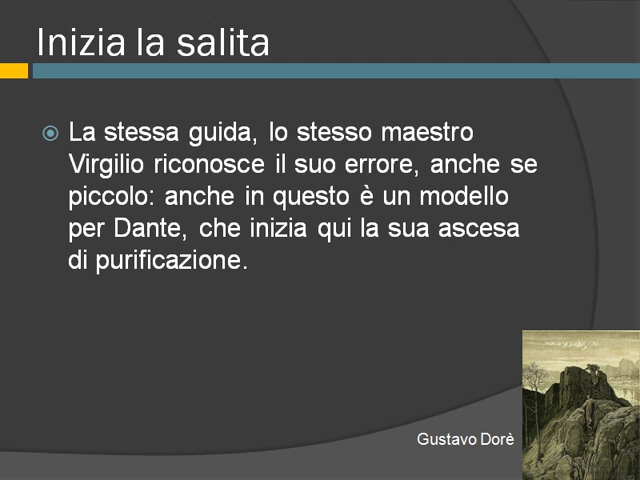 Inizia la salita
La stessa guida, lo stesso maestro
Virgilio riconosce il suo errore, anche se
piccolo: anche in questo è un modello
per Dante, che inizia qui la sua ascesa
di purificazione.
Gustavo Dorè